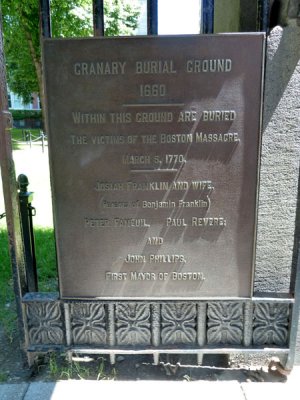 GRANARY BURIAL GROUND
1660
WITHIN THIS GROUND ARE BURIED
THE VICTIMS OF THE BOSTON MASSACRE,
MARCH 5, 1770.
JOSIAH FRANKLIN AND WIFE,
(Parents of Benjamin Franklin)
PETER FANEUIL, PAUL REVERE;
AND
JOHN PHILLIPS,
FIRST MAYOR OF BOSTON.